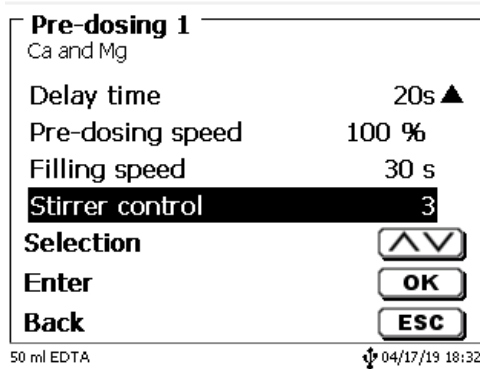 Pre-dosing 1
Ca and Mg
Delay time 20s
Pre-dosing speed 100 %
Filling speed 30 s
Stirrer control 3
Selection
Enter OK
Back ESC
50 ml EDTA 04/17/19 18:32